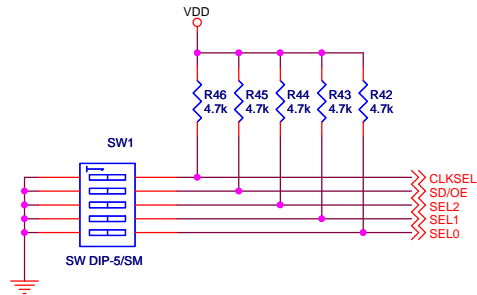 VDD
R46 R45 R44 R43 R42
4.7k 4.7k 4.7k 4.7k 4.7k
SW1
CLKSEL
SD/OE
SEL2
SEL1
SEL0
SW DIP-5/SM